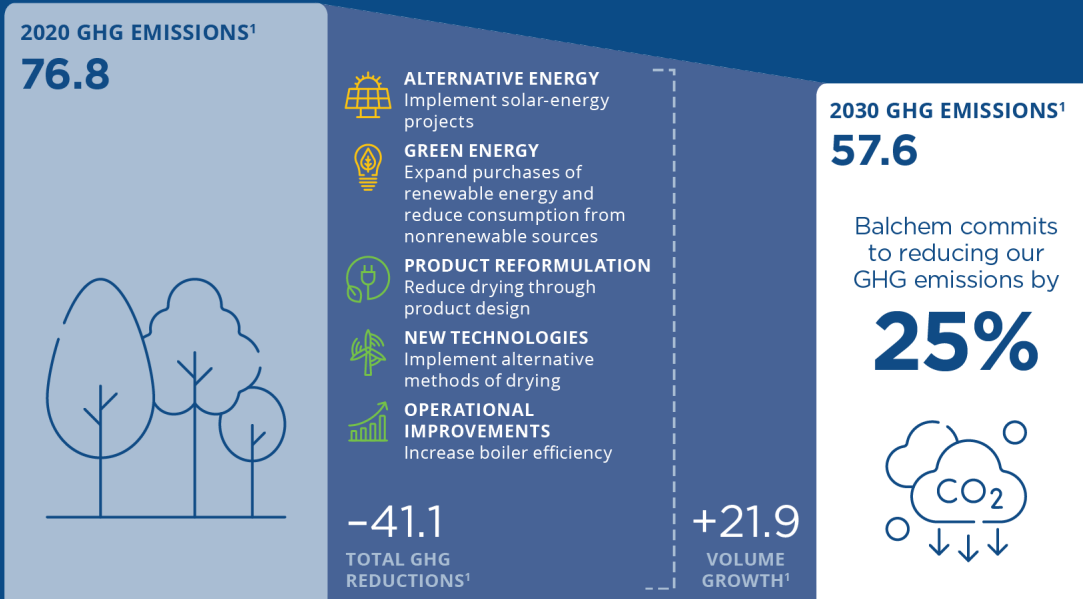 2020 GHG EMISSIONS¹
76.8
ALTERNATIVE ENERGY
Implement solar-energy
projects
GREEN ENERGY
Expand purchases of
renewable energy and
reduce consumption from
nonrenewable sources
PRODUCT REFORMULATION
Reduce drying through
product design
NEW TECHNOLOGIES
Implement alternative
methods of drying
OPERATIONAL
IMPROVEMENTS
Increase boiler efficiency
–41.1
TOTAL GHG
REDUCTIONS¹
+21.9
VOLUME
GROWTH¹
2030 GHG EMISSIONS¹
57.6
Balchem commits
to reducing our
GHG emissions by
25%
CO₂